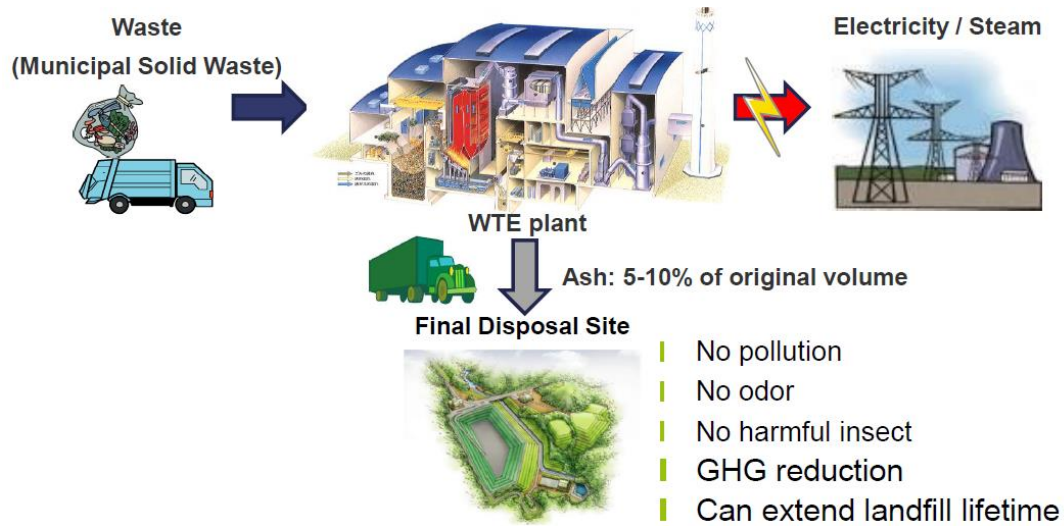 Waste
(Municipal Solid Waste)
Electricity / Steam
WTE plant
Ash: 5-10% of original volume
Final Disposal Site
No pollution
No odor
No harmful insect
GHG reduction
Can extend landfill lifetime